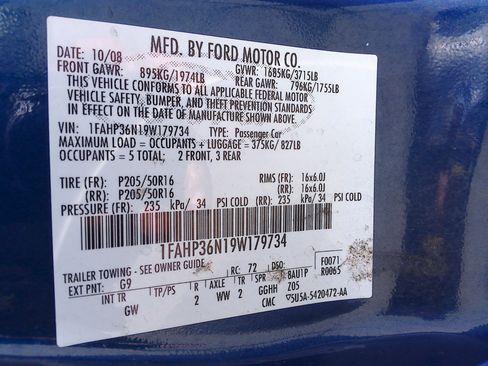 MFD. BY FORD MOTOR CO.
DATE: 10/08 GVWR: 1685KG/3715LB
FRONT GAWR: 895KG/1974LB REAR GAWR: 796KG/1755LB
THIS VEHICLE CONFORMS TO ALL APPLICABLE FEDERAL MOTOR
VEHICLE SAFETY, BUMPER, AND THEFT PREVENTION STANDARDS
IN EFFECT ON THE DATE OF MANUFACTURE SHOWN ABOVE.
VIN: 1FAHP36N19W179734 TYPE: Passenger Car
MAXIMUM LOAD = OCCUPANTS + LUGGAGE = 375KG/ 827LB
OCCUPANTS = 5 TOTAL; 2 FRONT, 3 REAR
TIRE (FR): P205/50R16 RIMS (FR): 16x6.0J
(RR): P205/50R16 (RR): 16x6.0J
PRESSURE (FR): 235 kPa/ 34 PSI COLD (RR): 235 kPa/ 34 PSI COLD
1FAHP36N19W179734
TRAILER TOWING - SEE OWNER GUIDE. F0071
EXT PNT: G9 RC: 72 DSO: R0065
INT TR TP/PS R AXLE TR SPR 8AU1P
GW 2 WW 2 GGHH Z05
CMC ▽5U5A-5420472-AA